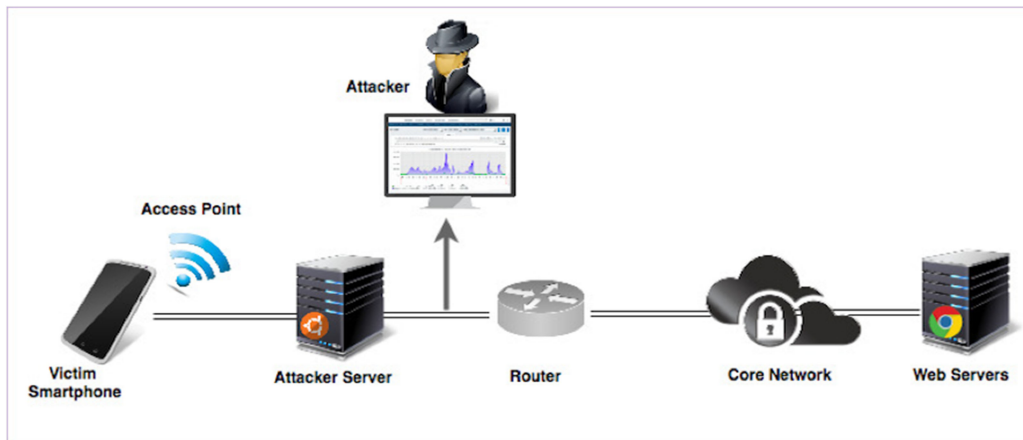 Attacker
Access Point
Victim
Smartphone
Attacker Server
Router
Core Network
Web Servers